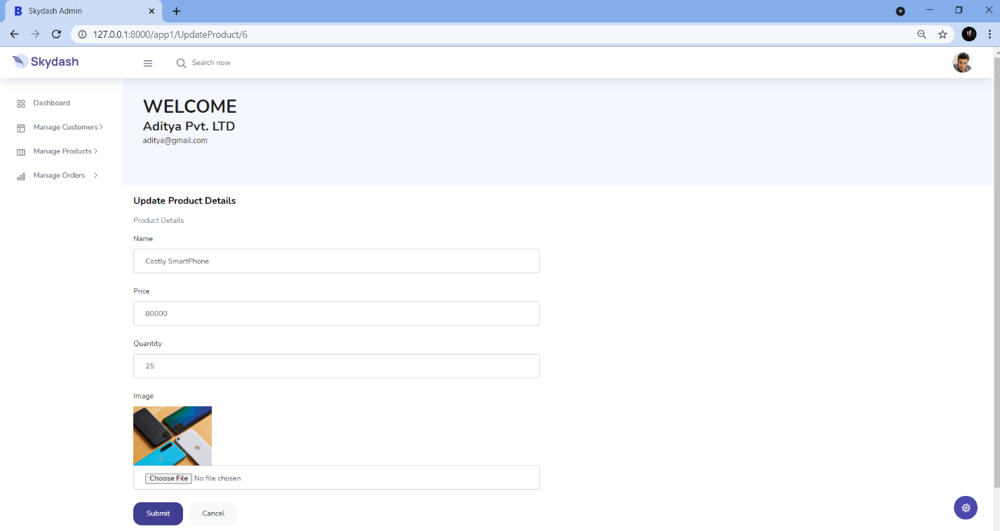 Skydash Admin
127.0.0.1:8000/app1/UpdateProduct/6
Skydash
Search now
Dashboard
Manage Customers
Manage Products
Manage Orders
WELCOME
Aditya Pvt. LTD
aditya@gmail.com
Update Product Details
Product Details
Name
Costly SmartPhone
Price
80000
Quantity
25
Image
Choose File No file chosen
Submit Cancel